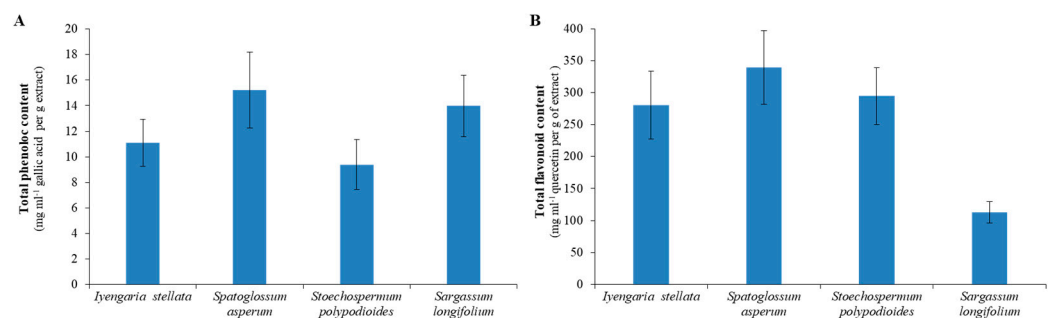 A
Total phenoloc content
(mg ml⁻¹ gallic acid per g extract)
20
18
16
14
12
10
8
6
4
2
0
Iyengaria stellata
Spatoglossum
asperum
Stoechospermum
polypodioides
Sargassum
longifolium
B
Total flavonoid content
(mg ml⁻¹ quercetin per g of extract )
400
350
300
250
200
150
100
50
0
Iyengaria stellata
Spatoglossum
asperum
Stoechospermum
polypodioides
Sargassum
longifolium